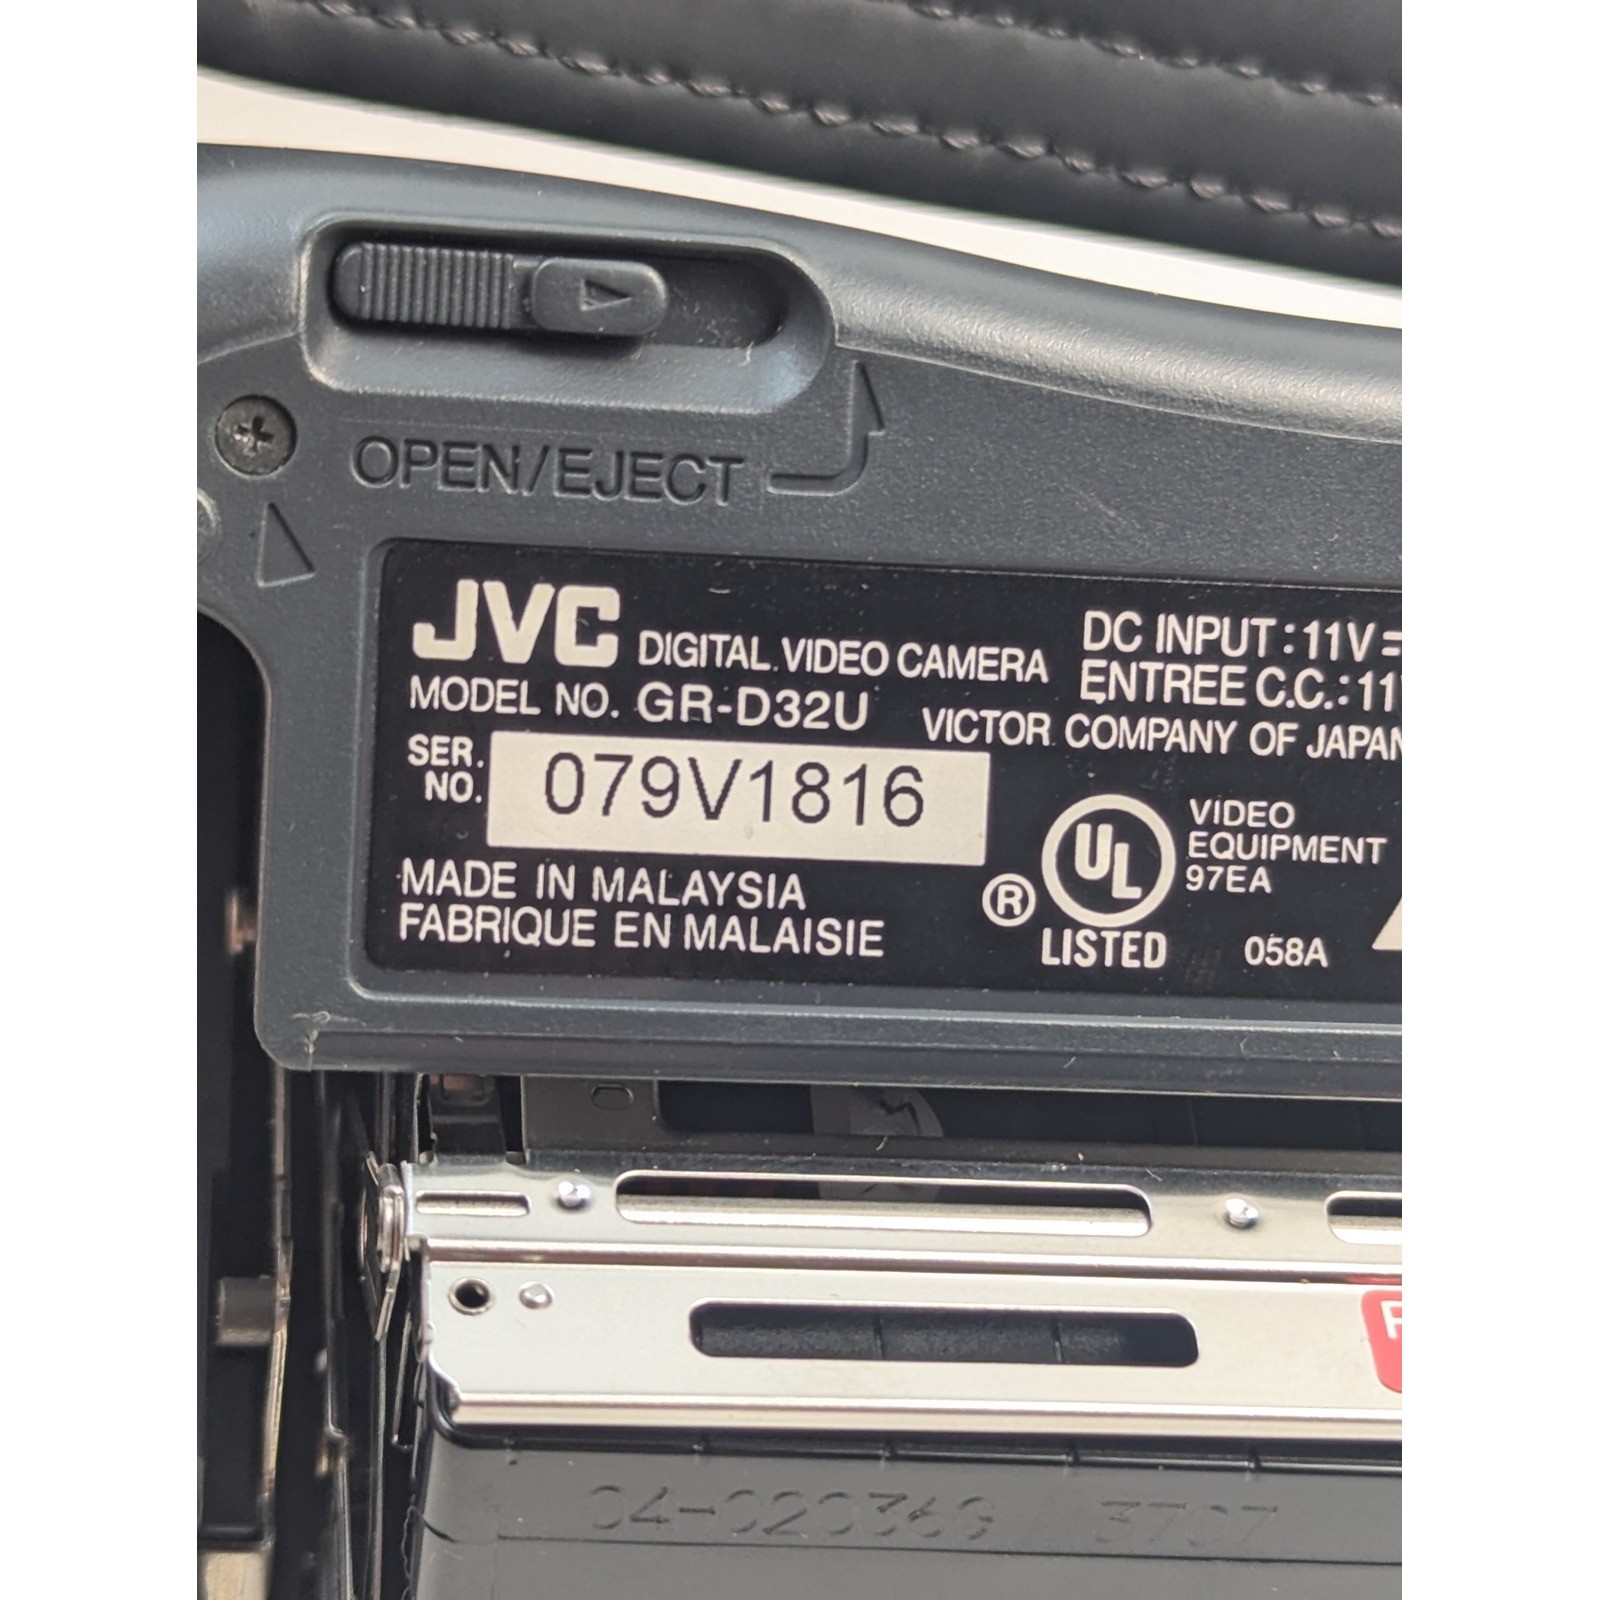 OPEN/EJECT
JVC DIGITAL VIDEO CAMERA
DC INPUT : 11V
ENTREE C.C.: 11
MODEL NO. GR-D32U
VICTOR COMPANY OF JAPAN
SER. NO. 079V1816
MADE IN MALAYSIA
FABRIQUE EN MALAISIE
® UL LISTED
VIDEO
EQUIPMENT
97EA
058A
3707